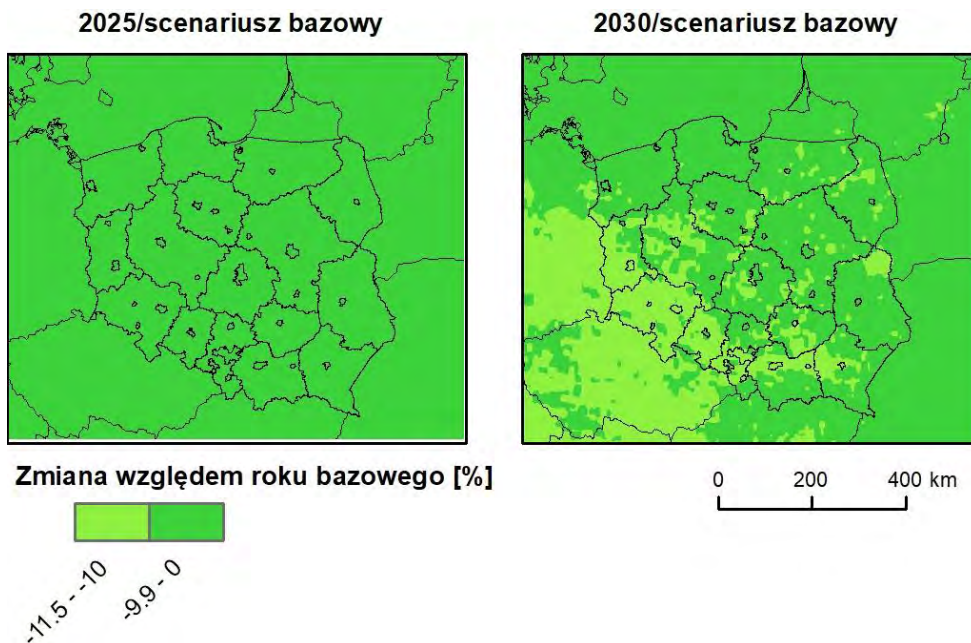 2025/scenariusz bazowy
2030/scenariusz bazowy
Zmiana względem roku bazowego [%]
0 200 400 km
-11.5 - -10
-9.9 - 0